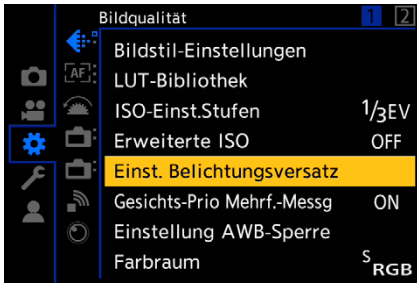 Bildqualität 1 2
Bildstil-Einstellungen
AF
LUT-Bibliothek
ISO-Einst.Stufen 1/3EV
Erweiterte ISO OFF
Einst. Belichtungsversatz
Gesichts-Prio Mehrf.-Messg ON
Einstellung AWB-Sperre
Farbraum sRGB